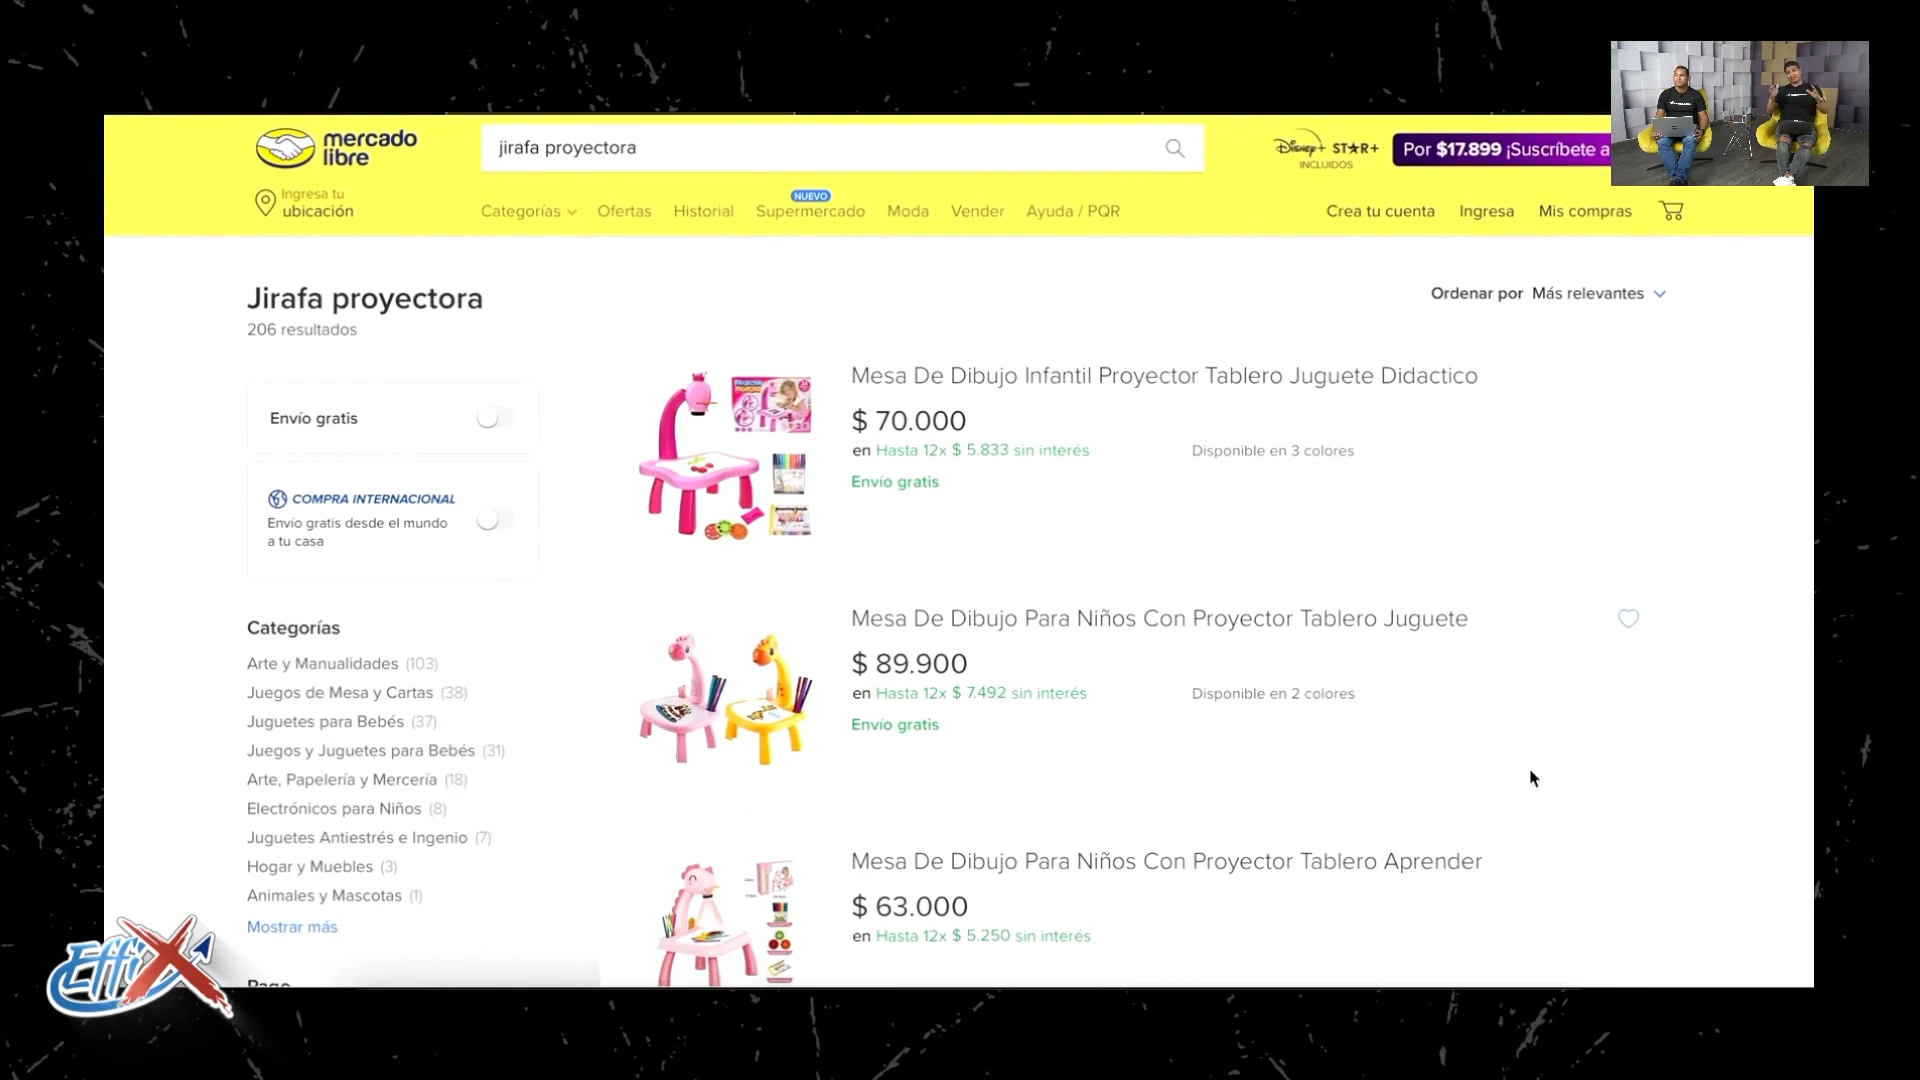 mercado
libre
jirafa proyectora
Disney+ STAR+
INCLUIDOS
Por $17.899 ¡Suscríbete a
Ingresa tu
ubicación
Categorías
Ofertas
Historial
NUEVO
Supermercado
Moda
Vender
Ayuda / PQR
Crea tu cuenta
Ingresa
Mis compras
Jirafa proyectora
206 resultados
Ordenar por Más relevantes
Envío gratis
COMPRA INTERNACIONAL
Envío gratis desde el mundo
a tu casa
Categorías
Arte y Manualidades (103)
Juegos de Mesa y Cartas (38)
Juguetes para Bebés (37)
Juegos y Juguetes para Bebés (31)
Arte, Papelería y Mercería (18)
Electrónicos para Niños (8)
Juguetes Antiestrés e Ingenio (7)
Hogar y Muebles (3)
Animales y Mascotas (1)
Mostrar más
Pago
Mesa De Dibujo Infantil Proyector Tablero Juguete Didactico
$ 70.000
en Hasta 12x $ 5.833 sin interés
Disponible en 3 colores
Envío gratis
Mesa De Dibujo Para Niños Con Proyector Tablero Juguete
$ 89.900
en Hasta 12x $ 7.492 sin interés
Disponible en 2 colores
Envío gratis
Mesa De Dibujo Para Niños Con Proyector Tablero Aprender
$ 63.000
en Hasta 12x $ 5.250 sin interés
EffiX